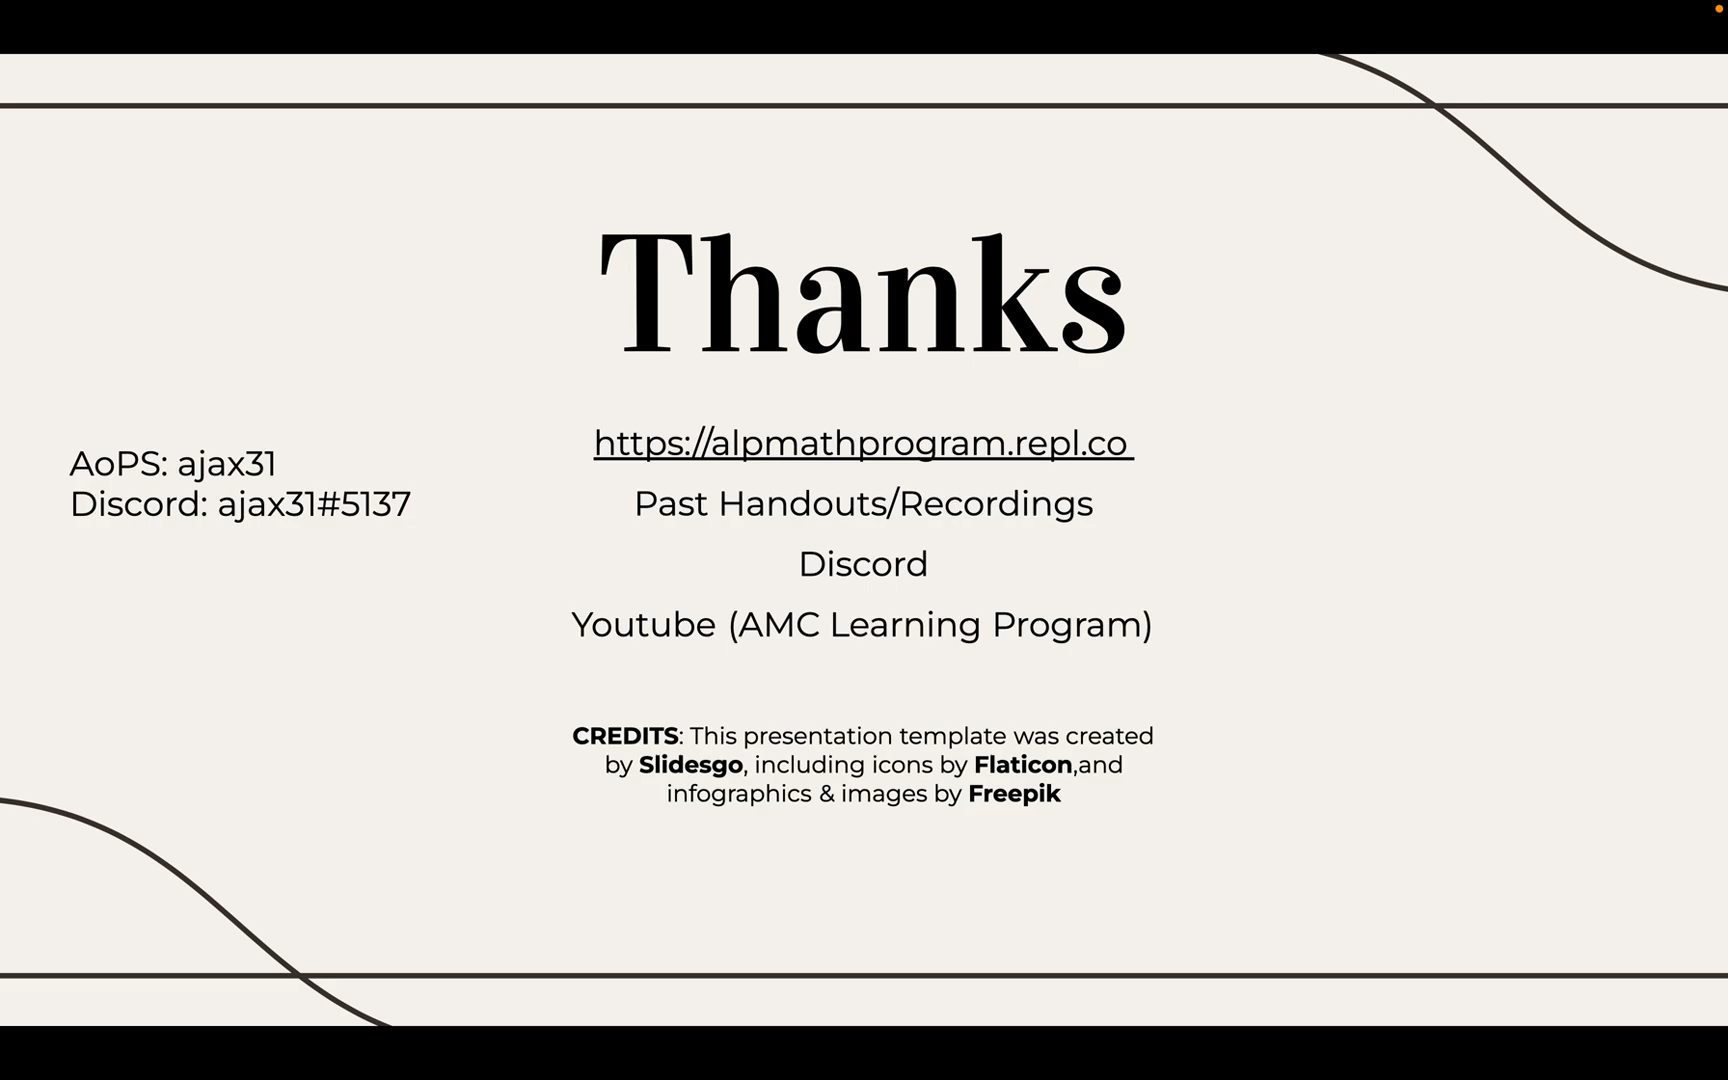 Thanks
AoPS: ajax31
Discord: ajax31#5137
https://alpmathprogram.repl.co
Past Handouts/Recordings
Discord
Youtube (AMC Learning Program)
CREDITS: This presentation template was created
by Slidesgo, including icons by Flaticon,and
infographics & images by Freepik